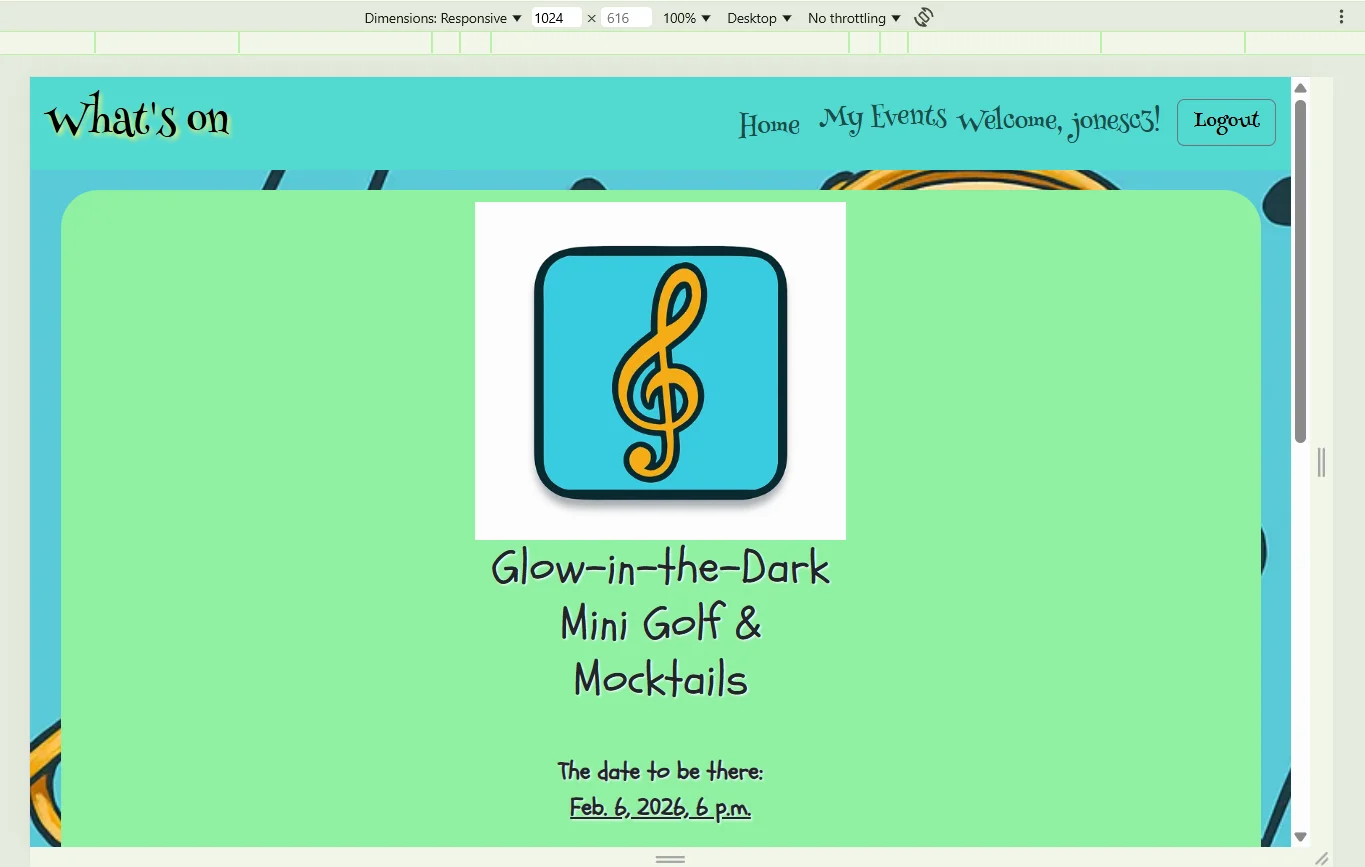 Dimensions: Responsive ▼ 1024 × 616 100% ▼ Desktop ▼ No throttling ▼
What's on
Home My Events Welcome, jonesc3! Logout
Glow-in-the-Dark
Mini Golf &
Mocktails
The date to be there:
Feb. 6, 2026, 6 p.m.